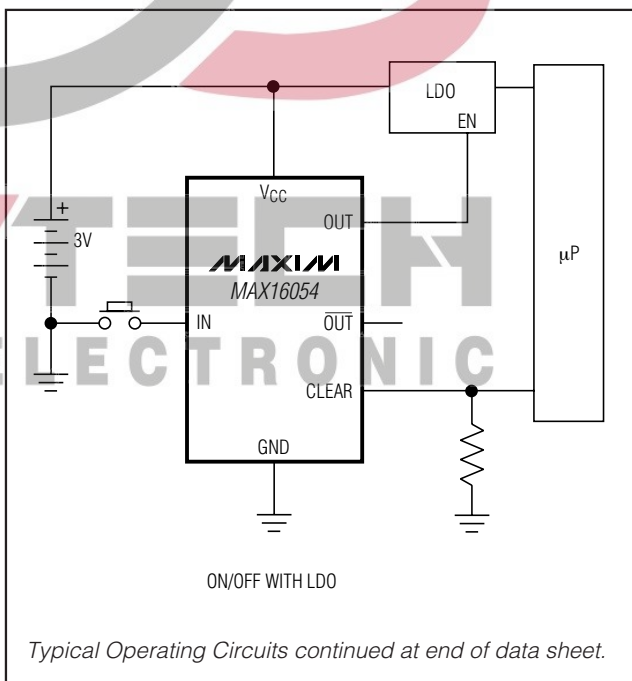 LDO
EN
VCC
OUT
+
3V
µP
MAXIM
MAX16054
IN
O̅U̅T̅
TECH
ELECTRONIC
CLEAR
GND
ON/OFF WITH LDO
Typical Operating Circuits continued at end of data sheet.